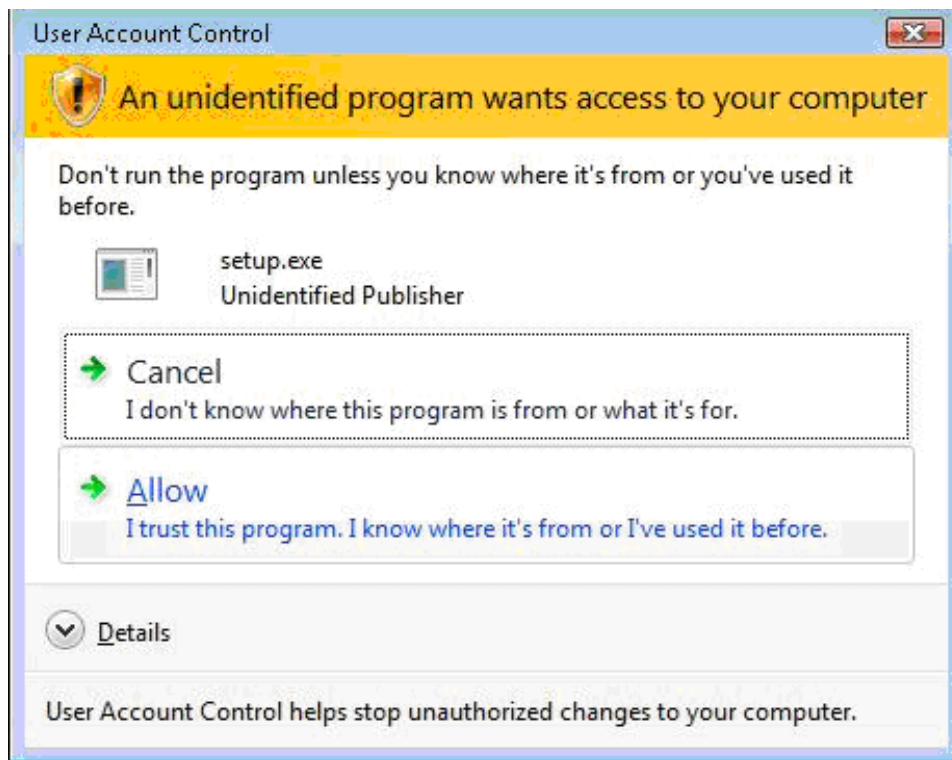 User Account Control
An unidentified program wants access to your computer
Don't run the program unless you know where it's from or you've used it
before.
setup.exe
Unidentified Publisher
Cancel
I don't know where this program is from or what it's for.
Allow
I trust this program. I know where it's from or I've used it before.
Details
User Account Control helps stop unauthorized changes to your computer.